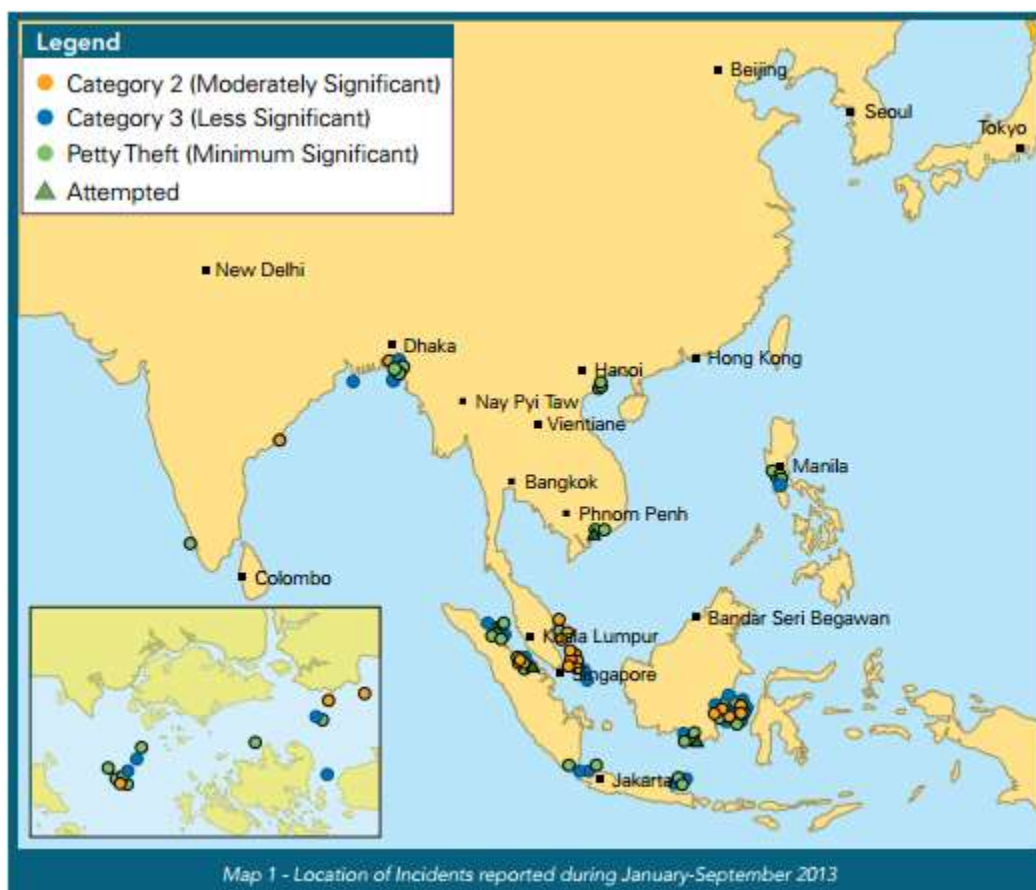 Legend
Category 2 (Moderately Significant)
Category 3 (Less Significant)
Petty Theft (Minimum Significant)
Attempted
Beijing
Seoul
Tokyo
New Delhi
Dhaka
Hong Kong
Hanoi
Nay Pyi Taw
Vientiane
Manila
Bangkok
Phnom Penh
Colombo
Bandar Seri Begawan
Kuala Lumpur
Singapore
Jakarta
Map 1 - Location of Incidents reported during January-September 2013